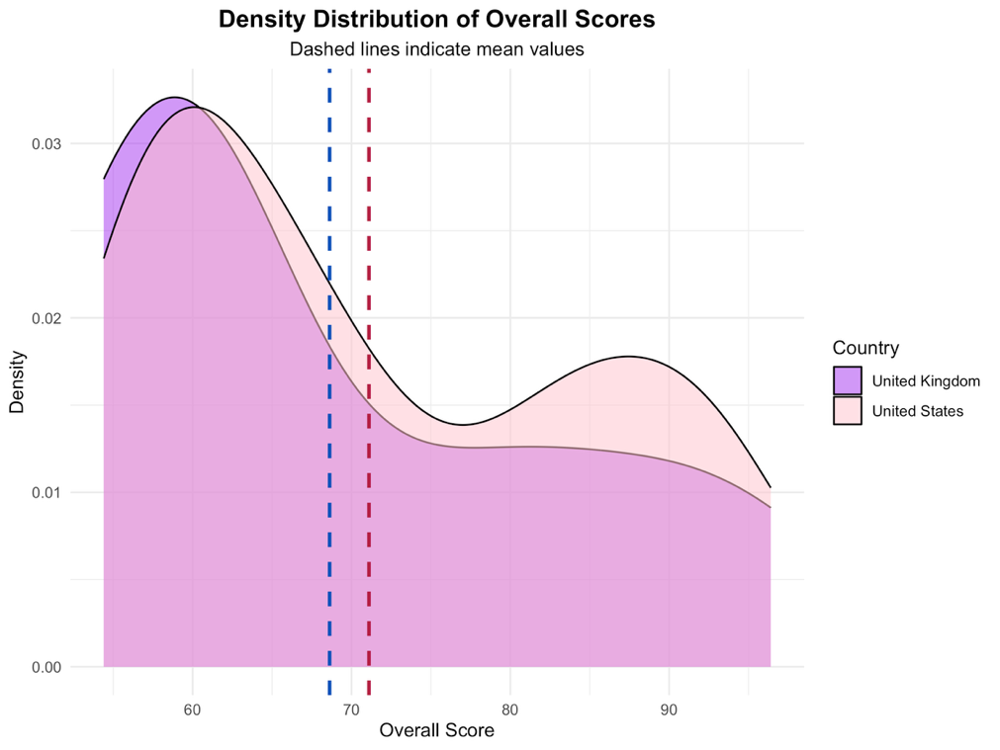 Density Distribution of Overall Scores
Dashed lines indicate mean values
0.03
0.02
0.01
0.00
Density
60 70 80 90
Overall Score
Country
United Kingdom
United States